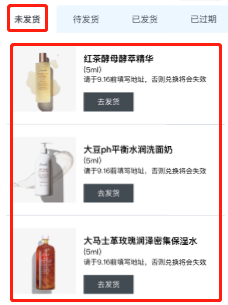 未发货 待发货 已发货 已过期
红茶酵母酵萃精华
(5ml)
请于9.16前填写地址，否则兑换将会失效
去发货
大豆ph平衡水润洗面奶
(5ml)
请于9.16前填写地址，否则兑换将会失效
去发货
大马士革玫瑰润泽密集保湿水
(5ml)
请于9.16前填写地址，否则兑换将会失效
去发货